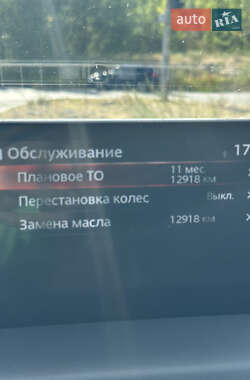 auto RIA
Обслуживание 17
Плановое ТО 11 мес. 12918 км
Перестановка колес Выкл.
Замена масла 12918 км